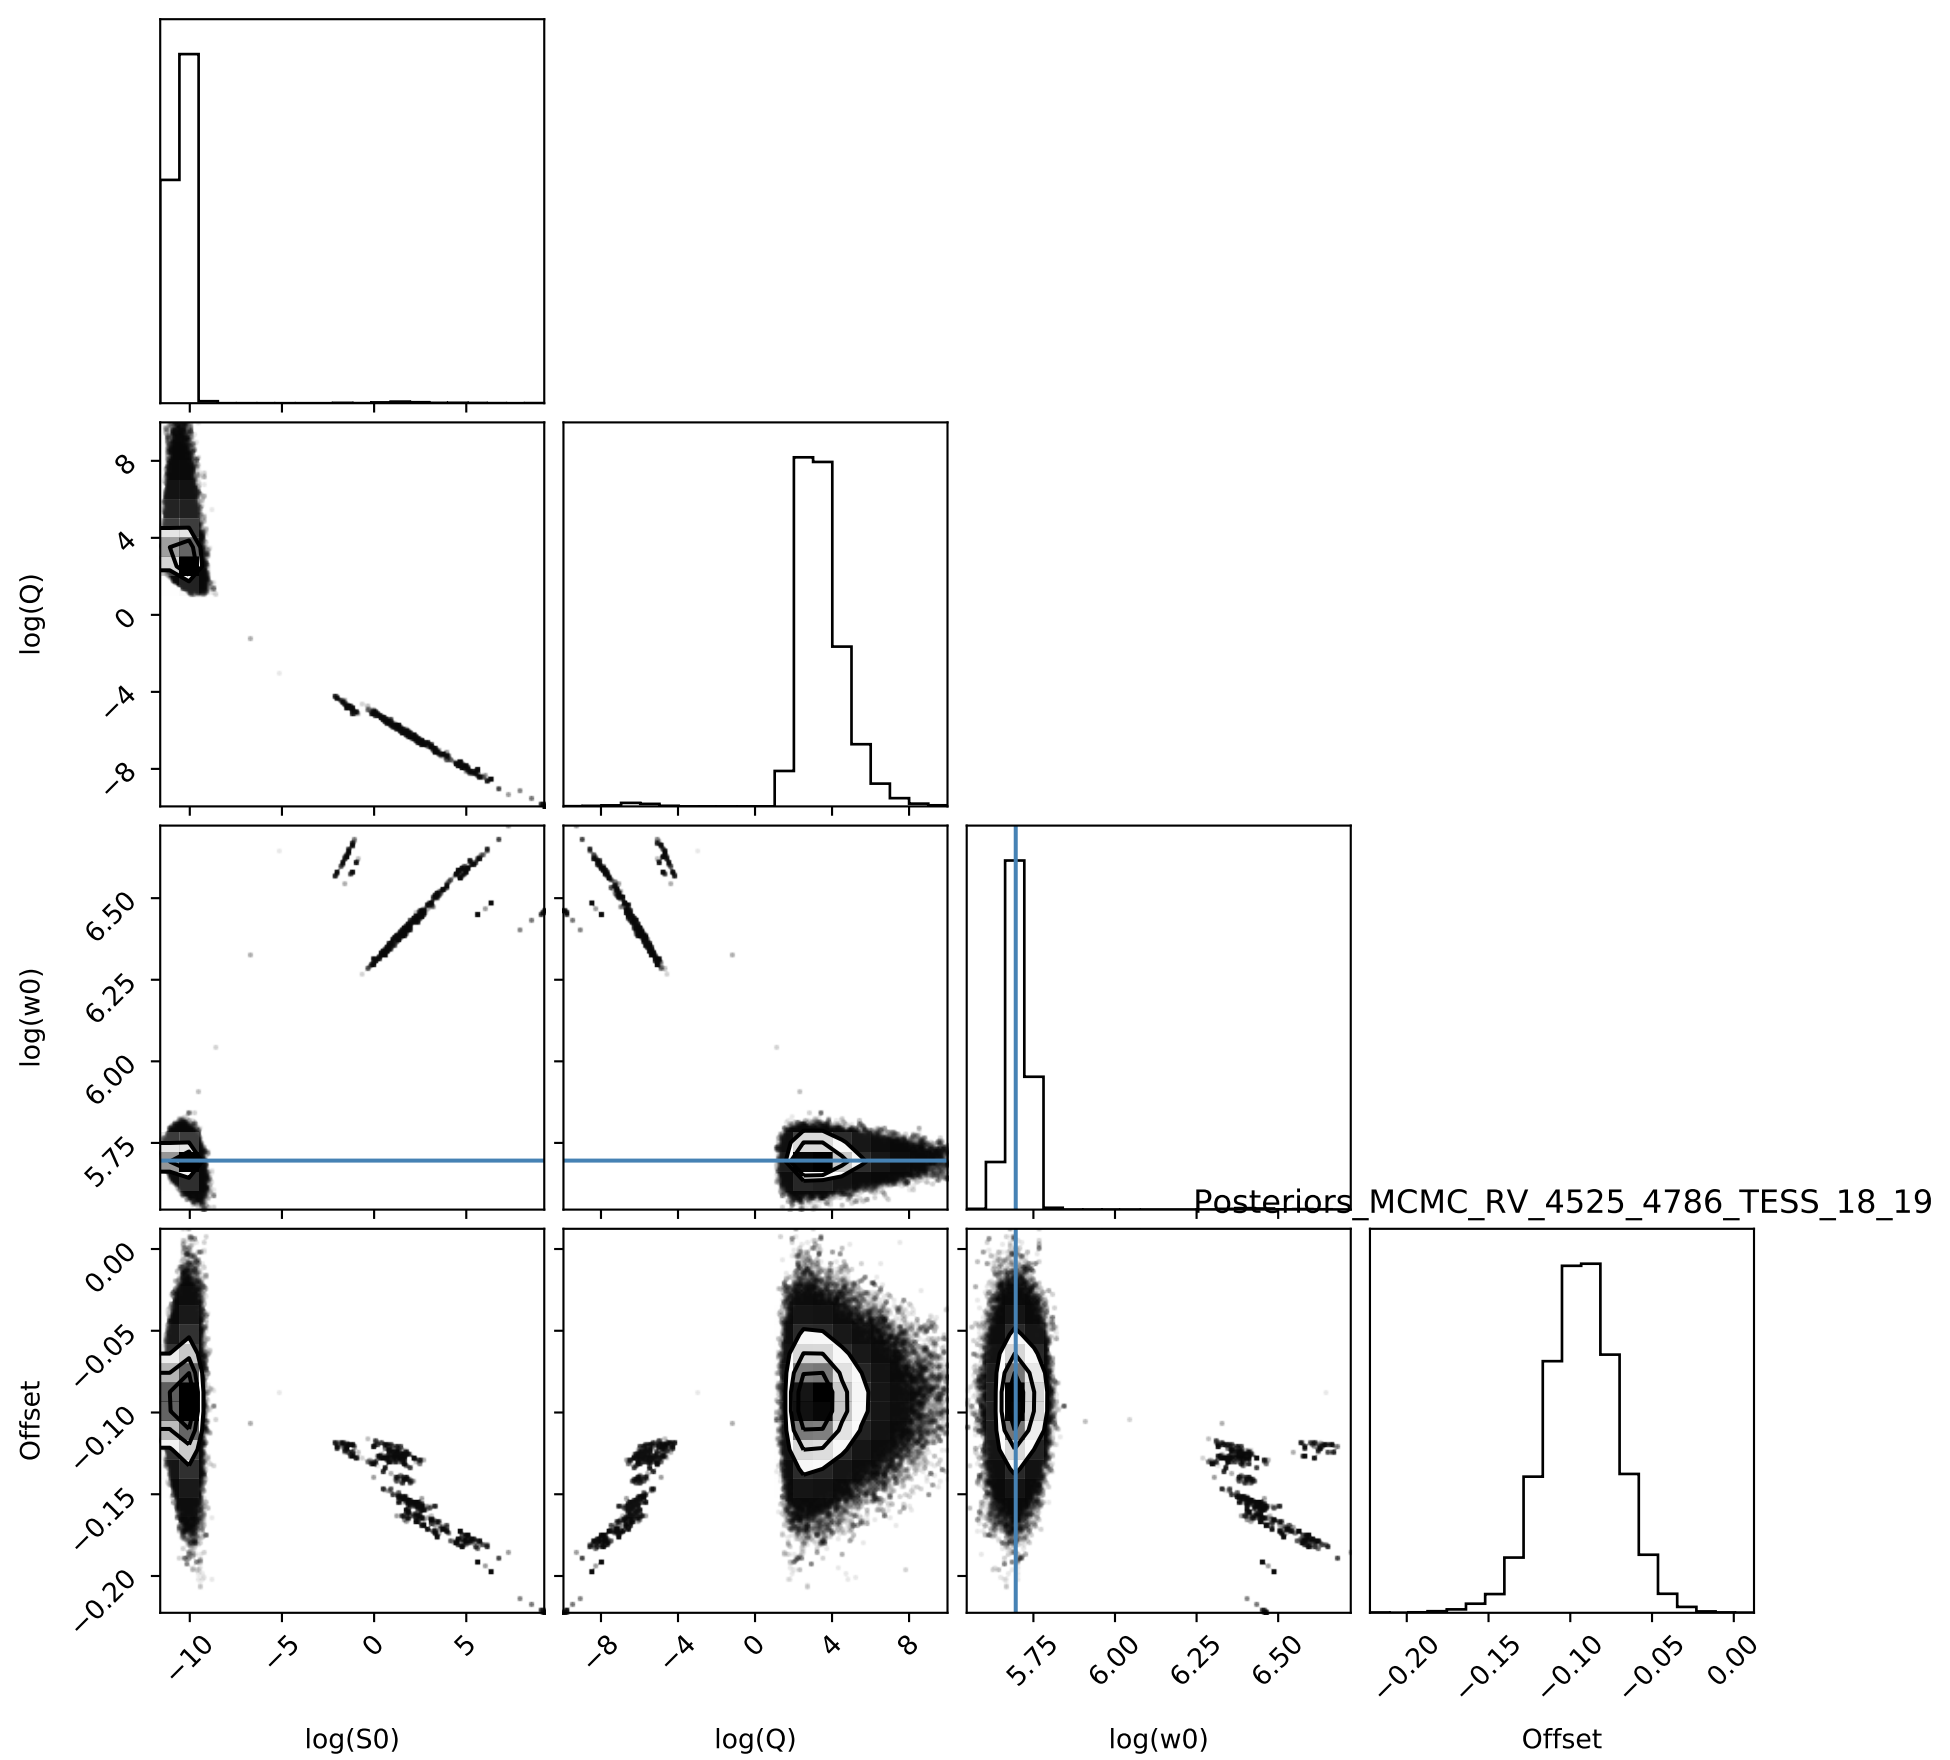 8
4
0
−4
−8
log(Q)
6.50
6.25
6.00
5.75
log(w0)
Posteriors_MCMC_RV_4525_4786_TESS_18_19
0.00
−0.05
−0.10
−0.15
−0.20
Offset
−10 −5 0 5
−8 −4 0 4 8
5.75 6.00 6.25 6.50
−0.20 −0.15 −0.10 −0.05 0.00
log(S0) log(Q) log(w0) Offset